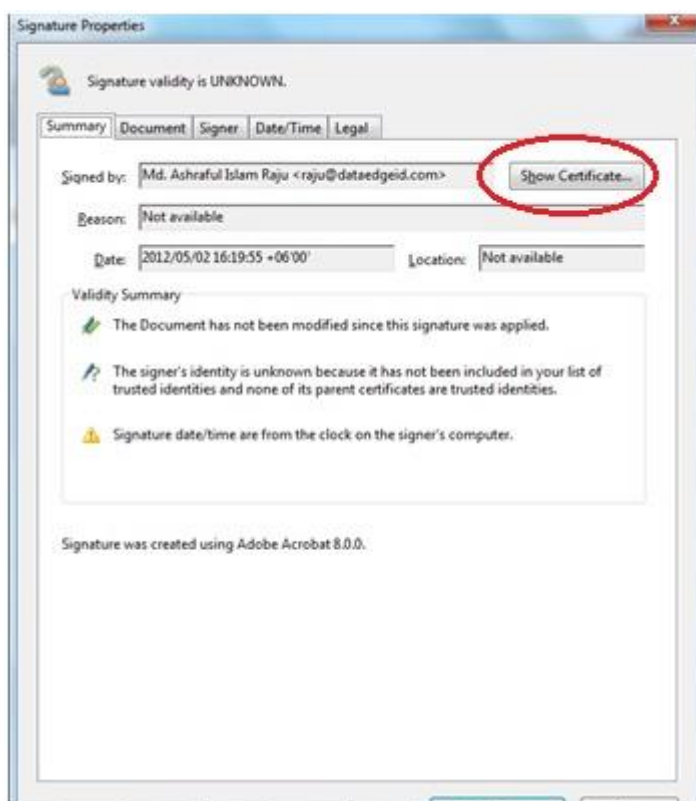 Signature Properties
Signature validity is UNKNOWN.
Summary Document Signer Date/Time Legal
Signed by: Md. Ashraful Islam Raju <raju@dataedgeid.com> Show Certificate...
Reason: Not available
Date: 2012/05/02 16:19:55 +06'00' Location: Not available
Validity Summary
The Document has not been modified since this signature was applied.
The signer's identity is unknown because it has not been included in your list of
trusted identities and none of its parent certificates are trusted identities.
Signature date/time are from the clock on the signer's computer.
Signature was created using Adobe Acrobat 8.0.0.